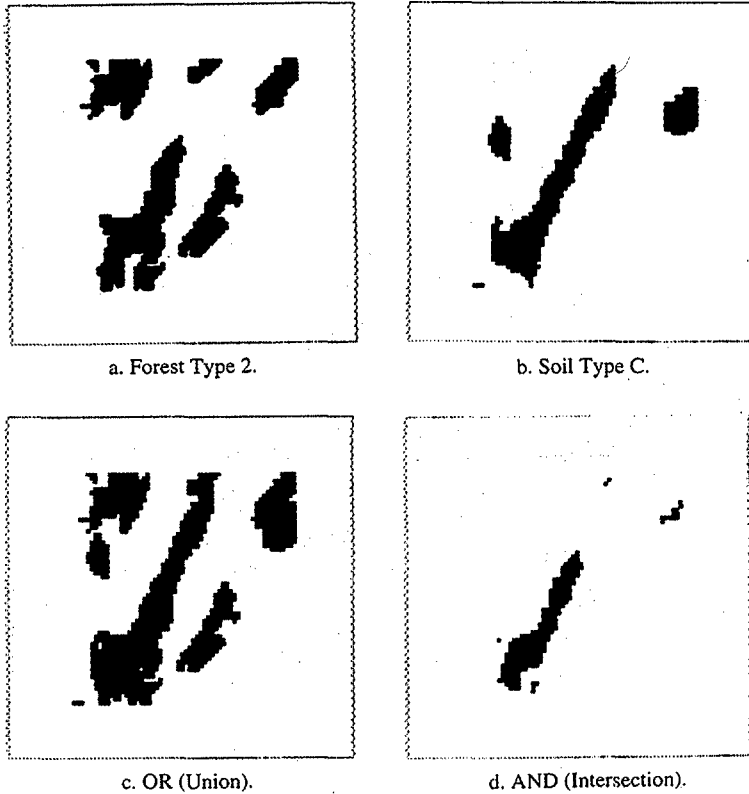 a. Forest Type 2.
b. Soil Type C.
c. OR (Union).
d. AND (Intersection).